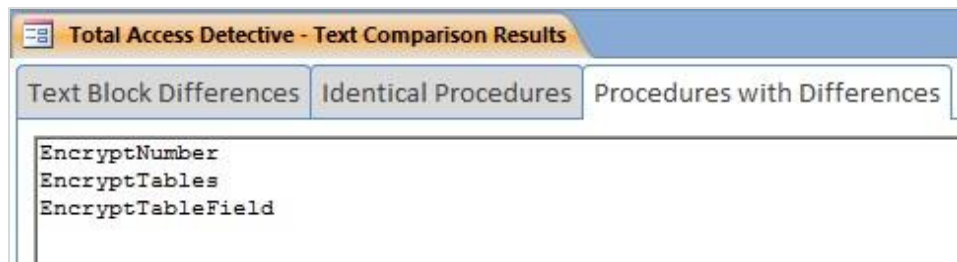 Total Access Detective - Text Comparison Results
Text Block Differences Identical Procedures Procedures with Differences
EncryptNumber
EncryptTables
EncryptTableField